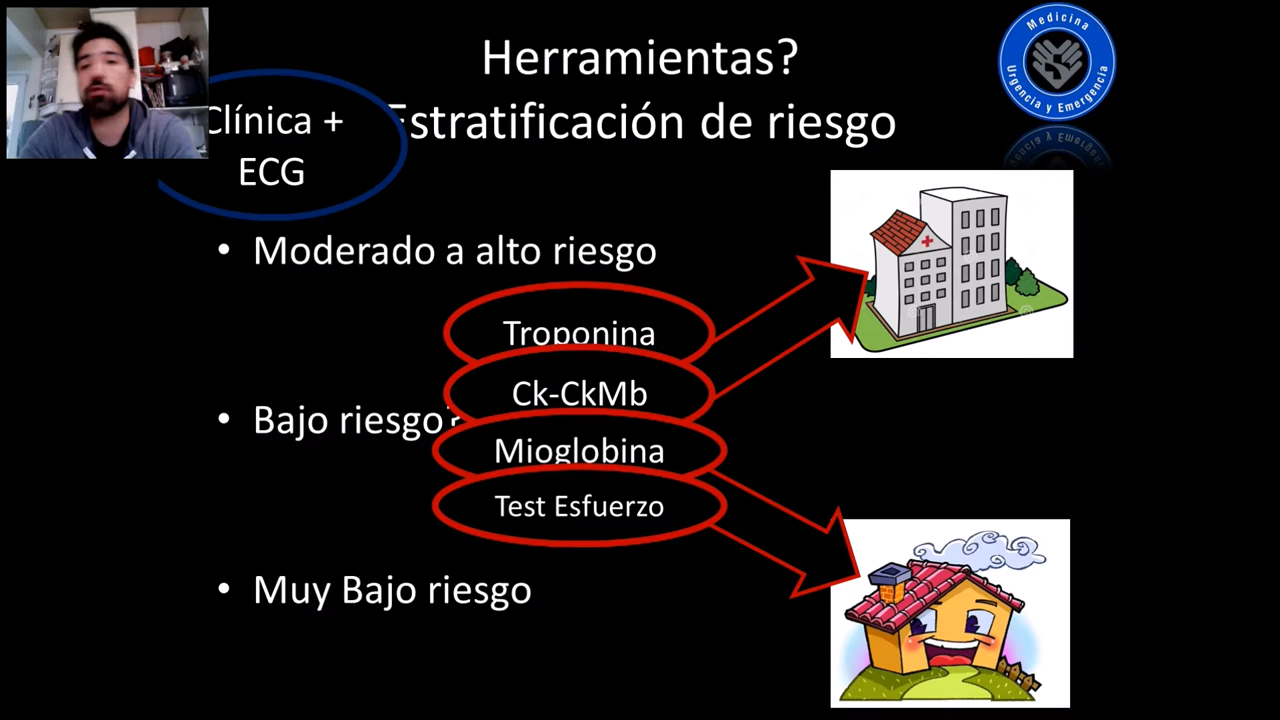 Herramientas?
Estratificación de riesgo
Clínica +
ECG
Medicina
Urgencia y Emergencia
Moderado a alto riesgo
Troponina
Ck-CkMb
Bajo riesgo?
Mioglobina
Test Esfuerzo
Muy Bajo riesgo